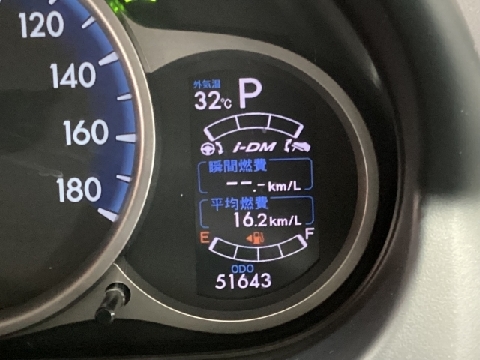 120
140
160
180
外気温
32℃ P
i-DM
瞬間燃費
--.-km/L
平均燃費
16.2km/L
E F
ODO
51643